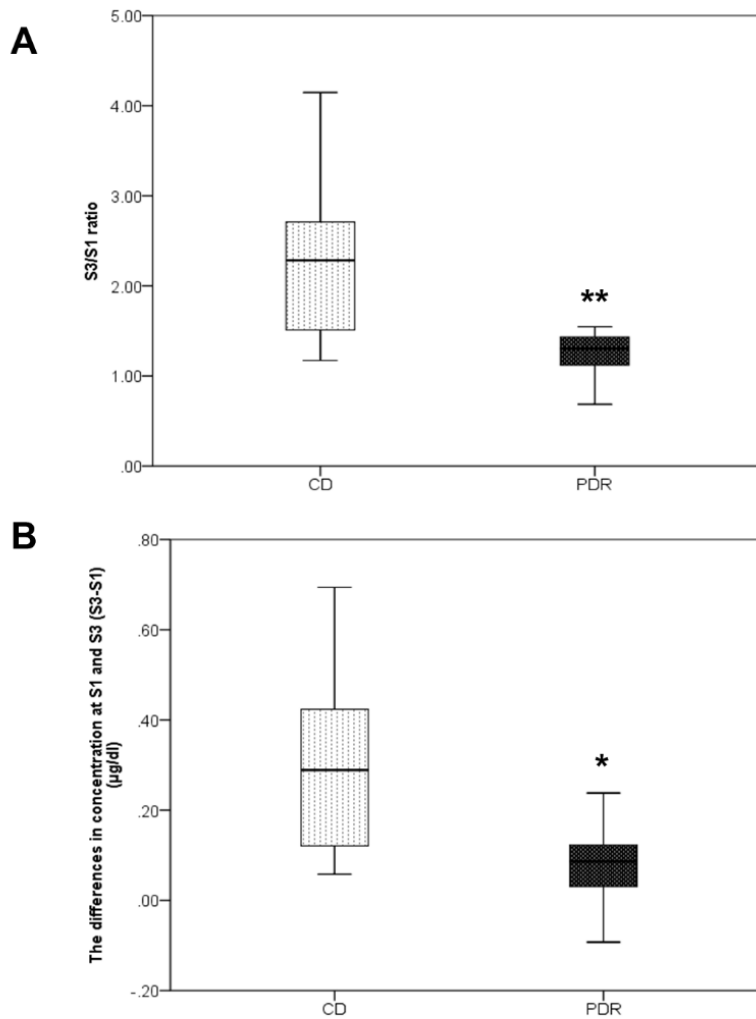 A
5.00
4.00
3.00
2.00
1.00
.00
S3/S1 ratio
**
CD
PDR
B
.80
.60
.40
.20
.00
-.20
The differences in concentration at S1 and S3 (S3-S1)
(µg/dl)
*
CD
PDR